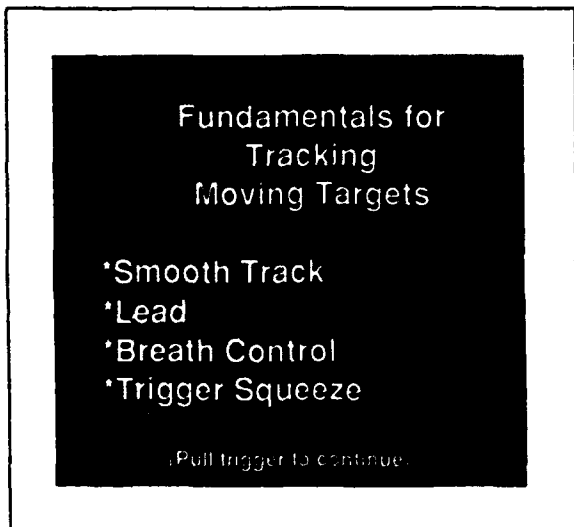 Fundamentals for
Tracking
Moving Targets
*Smooth Track
*Lead
*Breath Control
*Trigger Squeeze
(Pull trigger to continue)